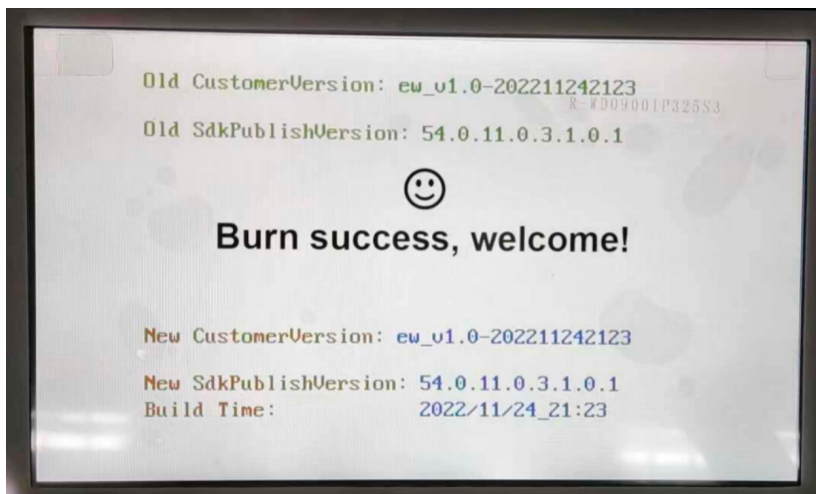 Old CustomerVersion: ew_v1.0-202211242123
R-WD09001P325S3
Old SdkPublishVersion: 54.0.11.0.3.1.0.1
Burn success, welcome!
New CustomerVersion: ew_v1.0-202211242123
New SdkPublishVersion: 54.0.11.0.3.1.0.1
Build Time: 2022/11/24_21:23